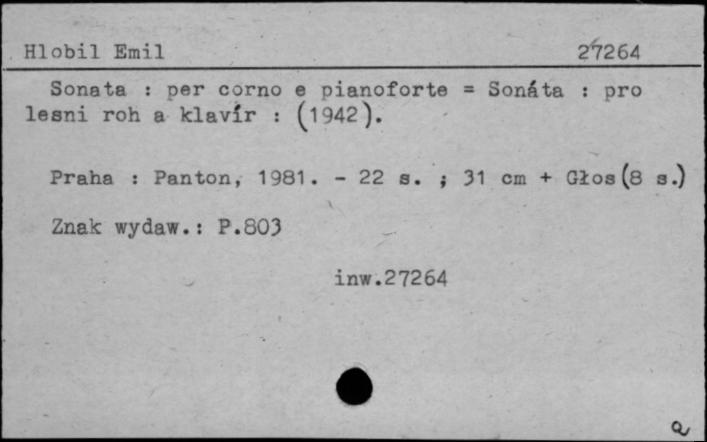 Hlobil Emil 27264
Sonata : per corno e pianoforte = Sonáta : pro
lesni roh a klavír : (1942).
Praha : Panton, 1981. - 22 s. ; 31 cm + Głos(8 s.)
Znak wydaw.: P.803
inw.27264